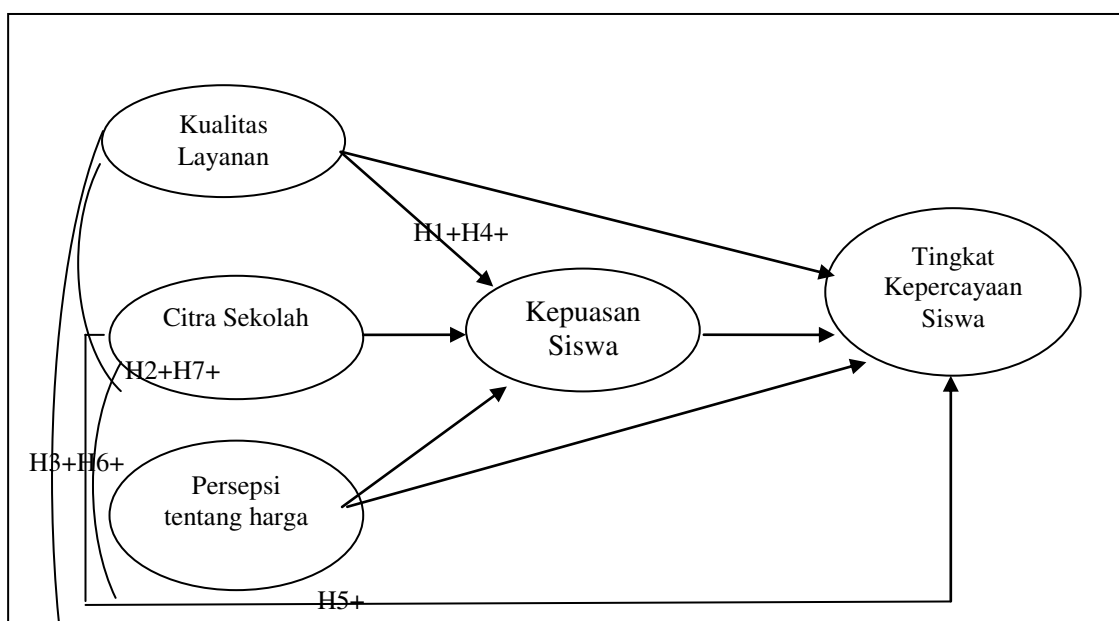 Kualitas
Layanan
H1+H4+
Tingkat
Kepercayaan
Siswa
Citra Sekolah
Kepuasan
Siswa
H2+H7+
H3+H6+
Persepsi
tentang harga
H5+